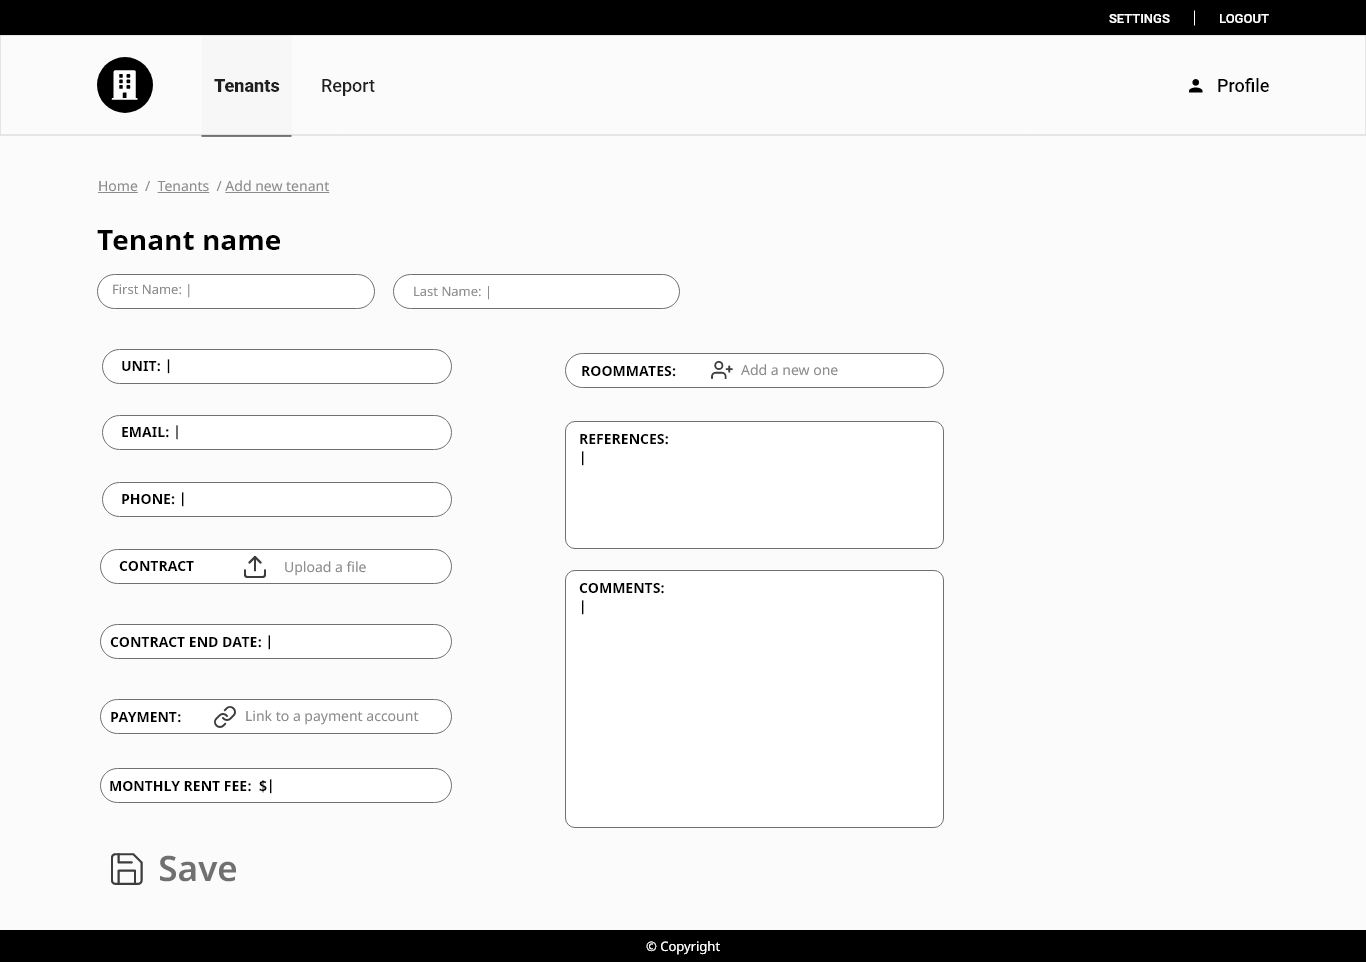 SETTINGS | LOGOUT
Tenants Report Profile
Home / Tenants / Add new tenant
Tenant name
First Name: | Last Name: |
UNIT: |
ROOMMATES: Add a new one
EMAIL: |
REFERENCES:
|
PHONE: |
CONTRACT Upload a file
COMMENTS:
|
CONTRACT END DATE: |
PAYMENT: Link to a payment account
MONTHLY RENT FEE: $|
Save
© Copyright